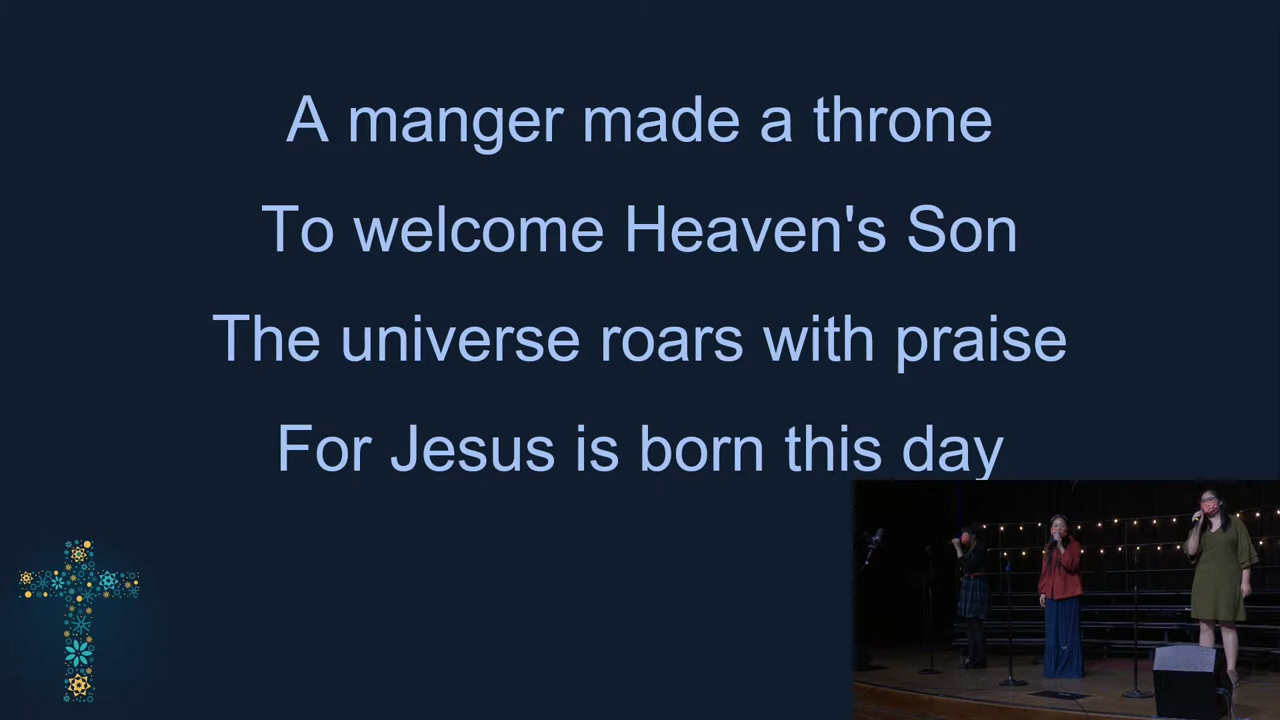 A manger made a throne
To welcome Heaven's Son
The universe roars with praise
For Jesus is born this day